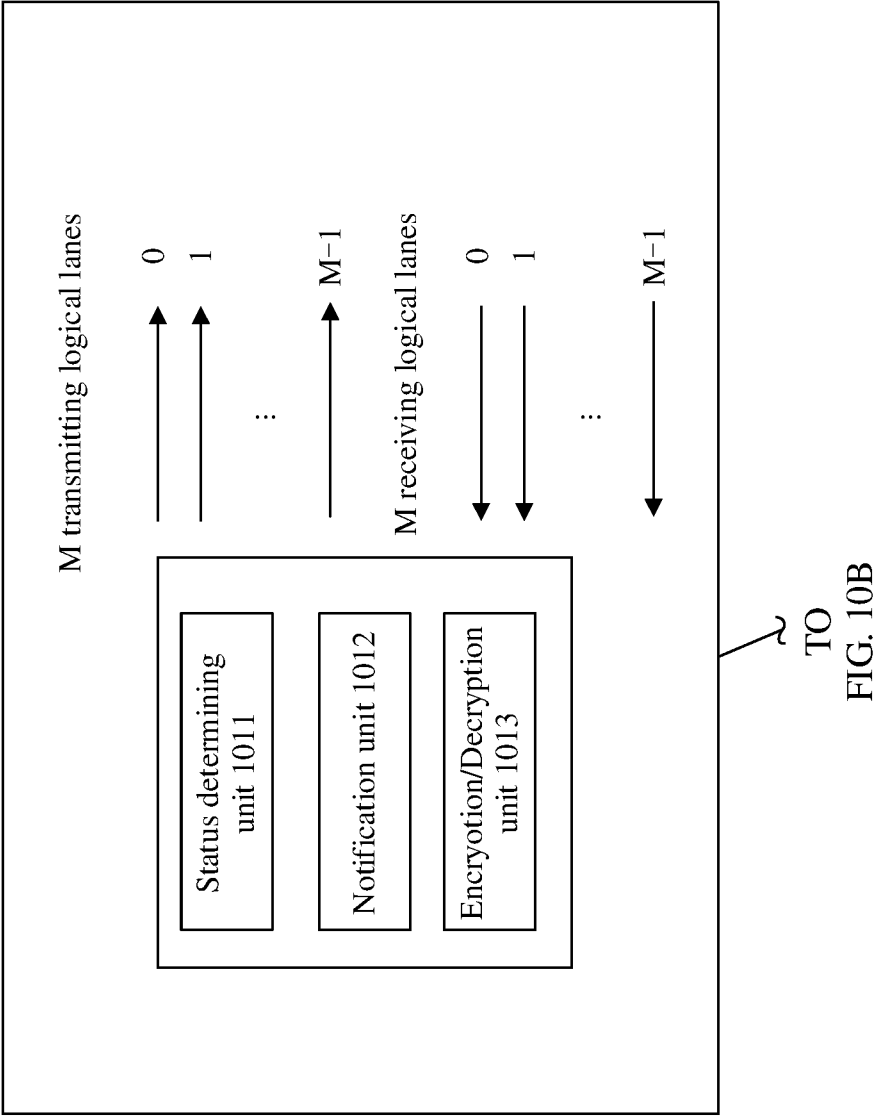 M transmitting logical lanes
0
1
...
M−1
M receiving logical lanes
0
1
...
M−1
Status determining
unit 1011
Notification unit 1012
Encryotion/Decryption
unit 1013
TO
FIG. 10B